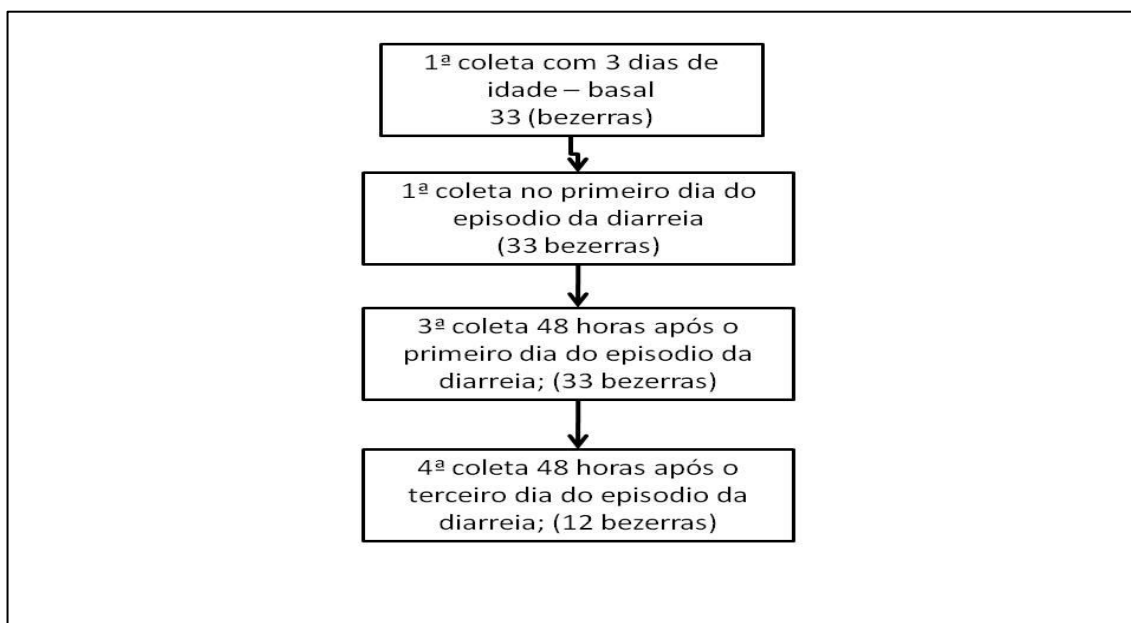 1ª coleta com 3 dias de
idade – basal
33 (bezerras)
1ª coleta no primeiro dia do
episodio da diarreia
(33 bezerras)
3ª coleta 48 horas após o
primeiro dia do episodio da
diarreia; (33 bezerras)
4ª coleta 48 horas após o
terceiro dia do episodio da
diarreia; (12 bezerras)